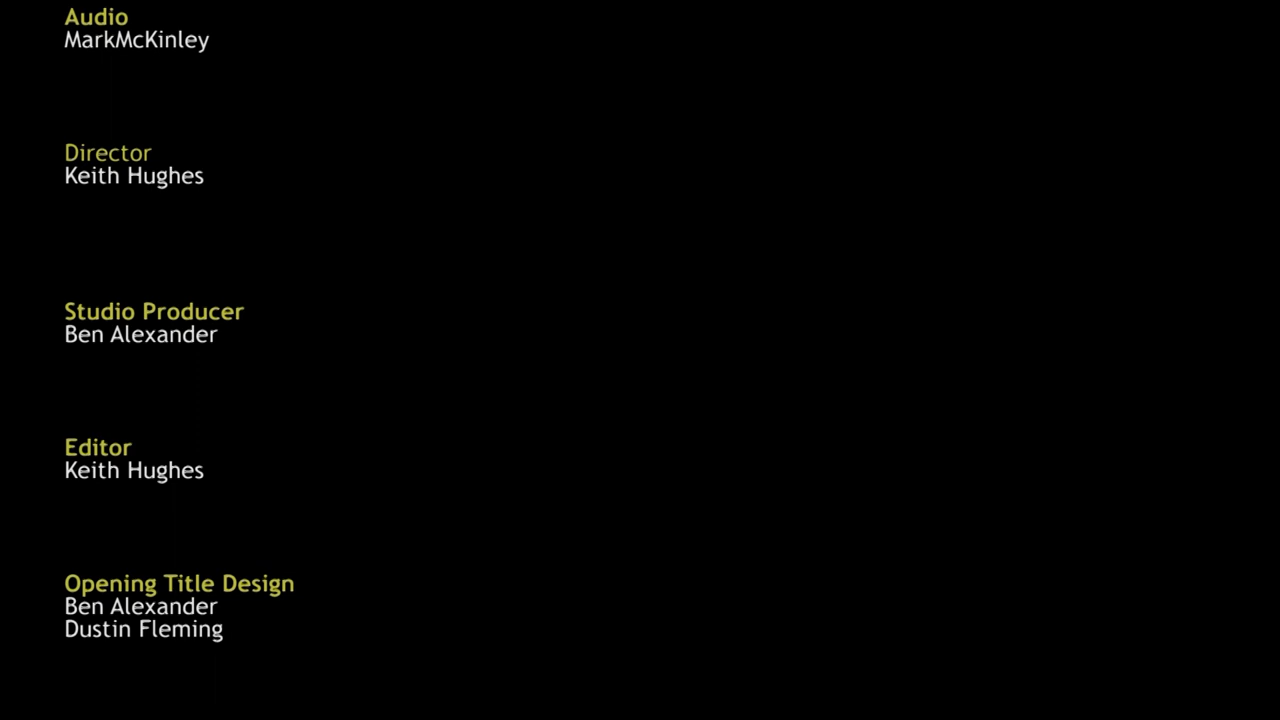 Audio
MarkMcKinley
Director
Keith Hughes
Studio Producer
Ben Alexander
Editor
Keith Hughes
Opening Title Design
Ben Alexander
Dustin Fleming